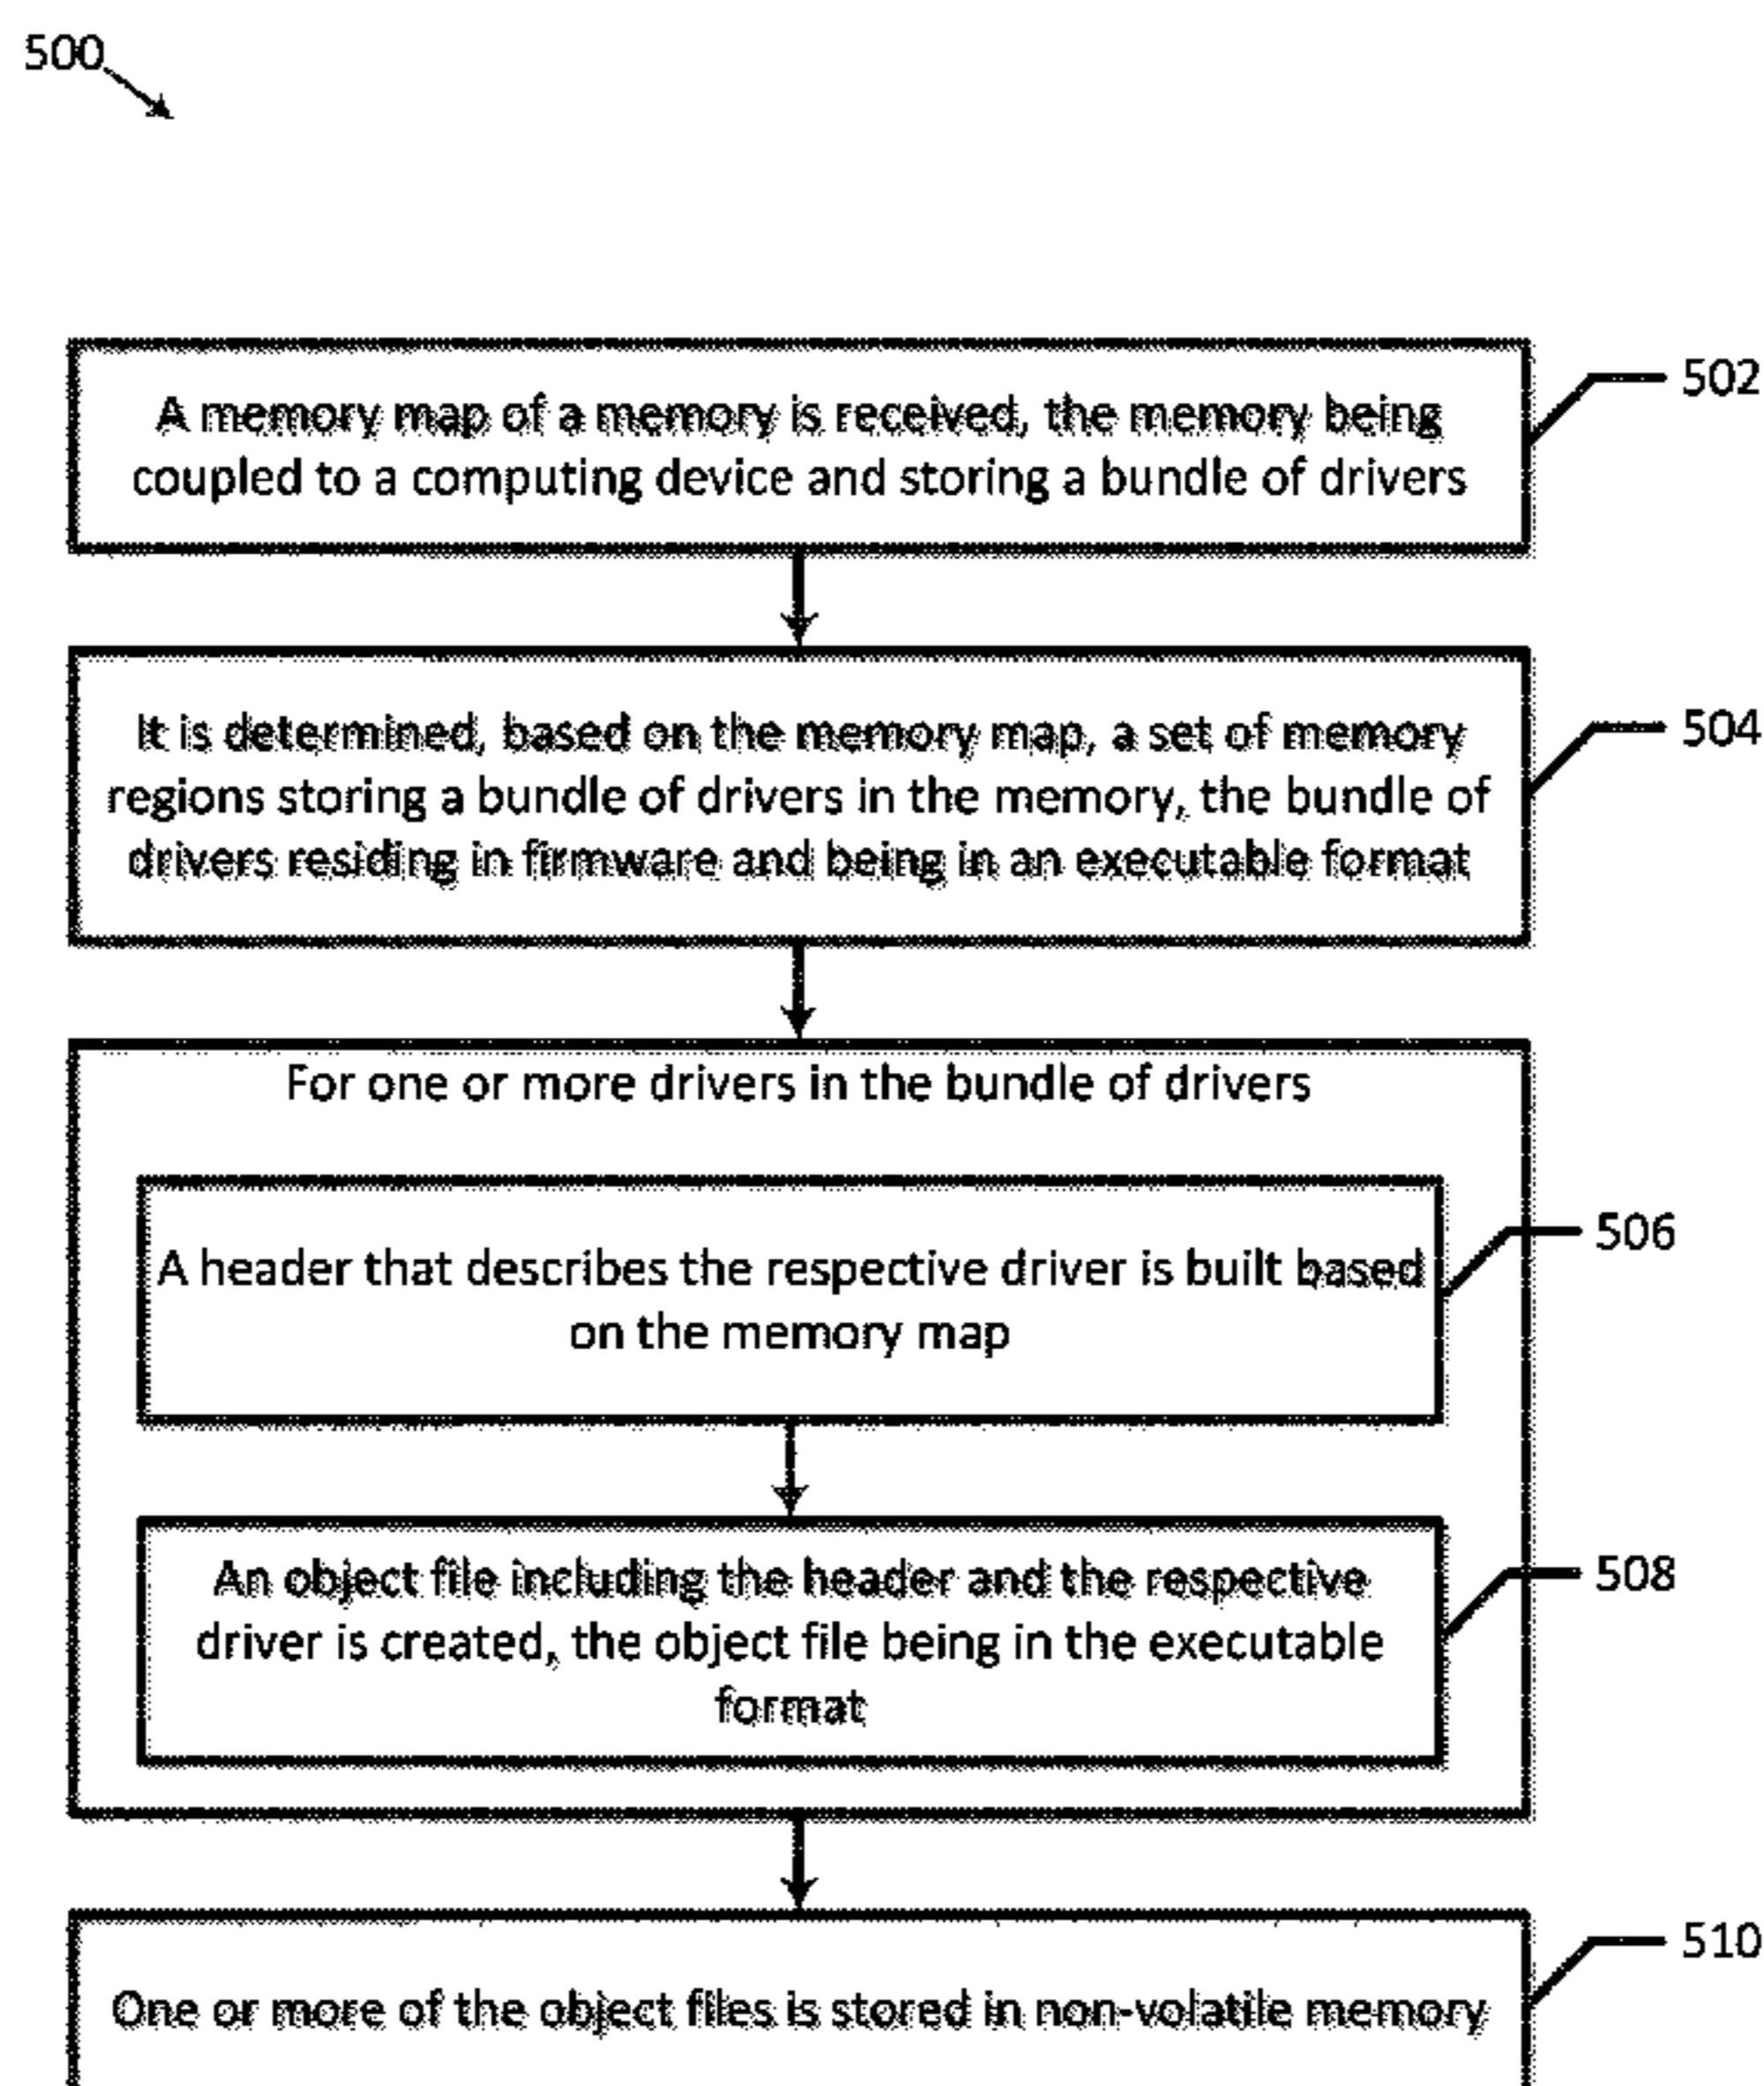 500
A memory map of a memory is received, the memory being
coupled to a computing device and storing a bundle of drivers
502
It is determined, based on the memory map, a set of memory
regions storing a bundle of drivers in the memory, the bundle of
drivers residing in firmware and being in an executable format
504
For one or more drivers in the bundle of drivers
A header that describes the respective driver is built based
on the memory map
506
An object file including the header and the respective
driver is created, the object file being in the executable
format
508
One or more of the object files is stored in non-volatile memory
510